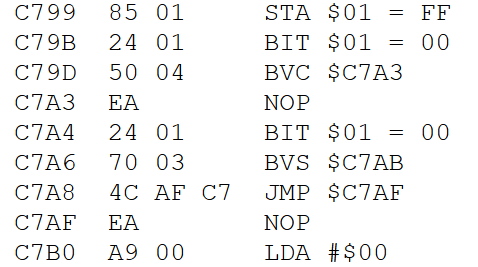 C799 85 01 STA $01 = FF
C79B 24 01 BIT $01 = 00
C79D 50 04 BVC $C7A3
C7A3 EA NOP
C7A4 24 01 BIT $01 = 00
C7A6 70 03 BVS $C7AB
C7A8 4C AF C7 JMP $C7AF
C7AF EA NOP
C7B0 A9 00 LDA #$00